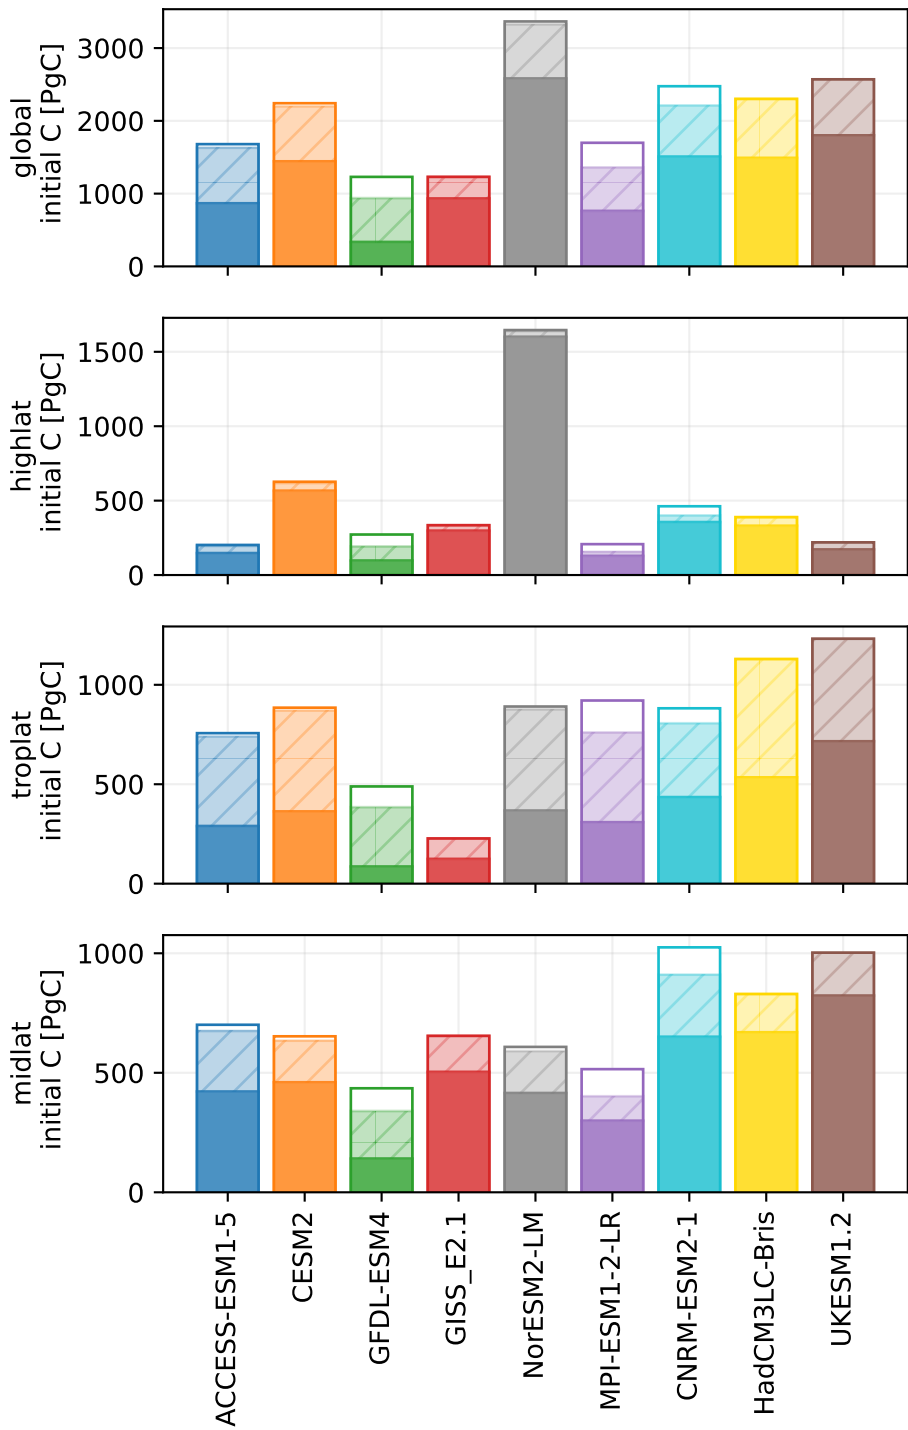 global
initial C [PgC]
3000
2000
1000
0
highlat
initial C [PgC]
1500
1000
500
0
troplat
initial C [PgC]
1000
500
0
midlat
initial C [PgC]
1000
500
0
ACCESS-ESM1-5
CESM2
GFDL-ESM4
GISS_E2.1
NorESM2-LM
MPI-ESM1-2-LR
CNRM-ESM2-1
HadCM3LC-Bris
UKESM1.2